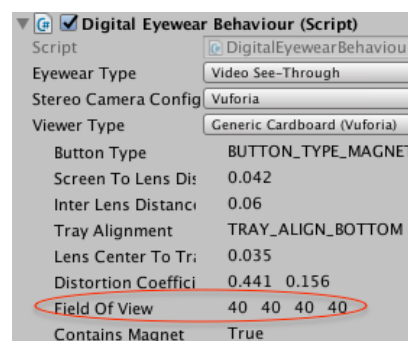 Digital Eyewear Behaviour (Script)
Script DigitalEyewearBehaviou
Eyewear Type Video See-Through
Stereo Camera Config Vuforia
Viewer Type Generic Cardboard (Vuforia)
Button Type BUTTON_TYPE_MAGNET
Screen To Lens Dis 0.042
Inter Lens Distance 0.06
Tray Alignment TRAY_ALIGN_BOTTOM
Lens Center To Tra 0.035
Distortion Coeffici 0.441 0.156
Field Of View 40 40 40 40
Contains Magnet True